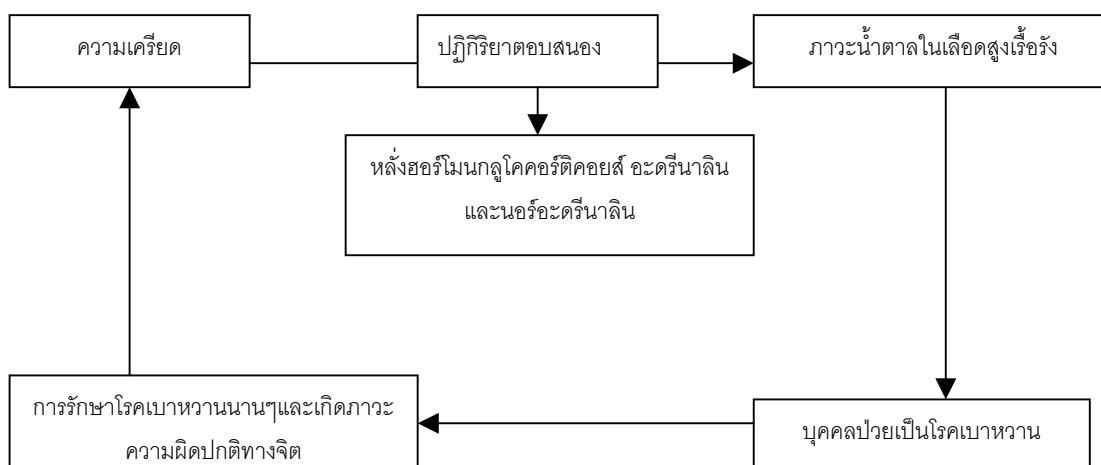 ความเครียด
ปฏิกิริยาตอบสนอง
ภาวะน้ำตาลในเลือดสูงเรื้อรัง
หลั่งฮอร์โมนกลูโคคอร์ติคอยส์ อะดรีนาลิน
และนอร์อะดรีนาลิน
การรักษาโรคเบาหวานนานๆและเกิดภาวะ
ความผิดปกติทางจิต
บุคคลป่วยเป็นโรคเบาหวาน